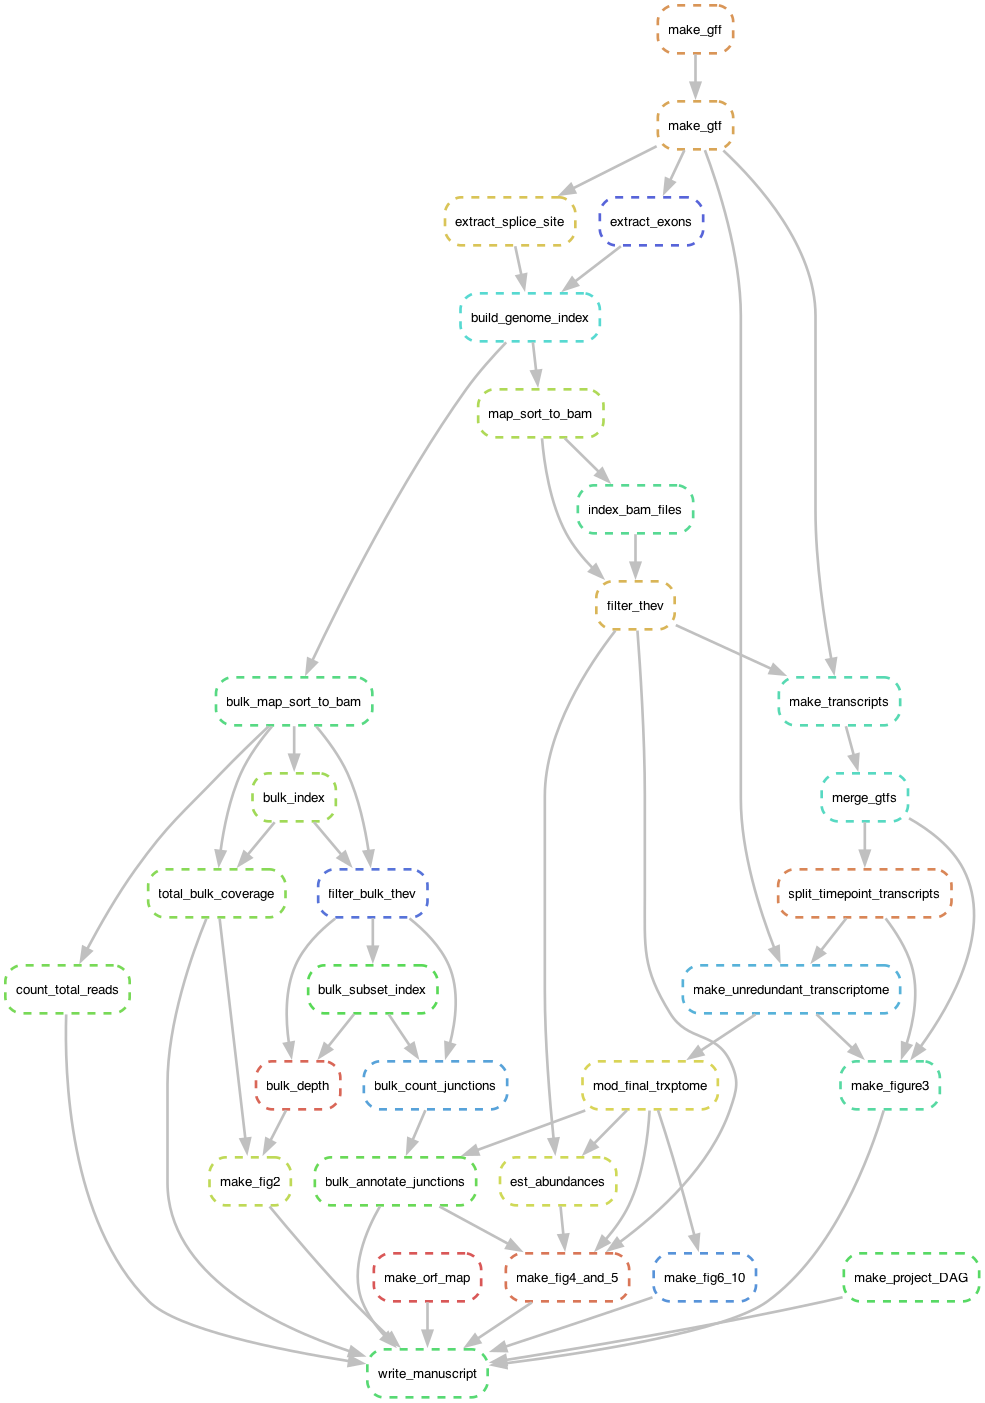 make_gff
make_gtf
extract_splice_site
extract_exons
build_genome_index
map_sort_to_bam
index_bam_files
filter_thev
bulk_map_sort_to_bam
make_transcripts
bulk_index
merge_gtfs
total_bulk_coverage
filter_bulk_thev
split_timepoint_transcripts
count_total_reads
bulk_subset_index
make_unredundant_transcriptome
bulk_depth
bulk_count_junctions
mod_final_trxptome
make_figure3
make_fig2
bulk_annotate_junctions
est_abundances
make_orf_map
make_fig4_and_5
make_fig6_10
make_project_DAG
write_manuscript